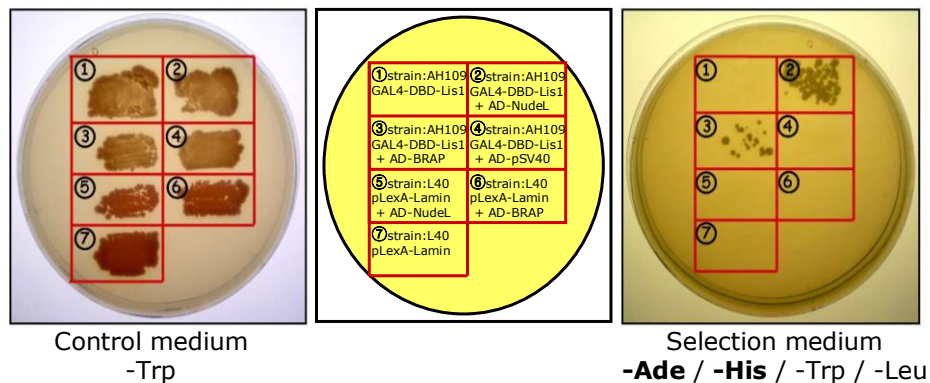 ① ②
③ ④
⑤ ⑥
⑦
Control medium
-Trp
①strain:AH109
GAL4-DBD-Lis1
②strain:AH109
GAL4-DBD-Lis1
+ AD-NudeL
③strain:AH109
GAL4-DBD-Lis1
+ AD-BRAP
④strain:AH109
GAL4-DBD-Lis1
+ AD-pSV40
⑤strain:L40
pLexA-Lamin
+ AD-NudeL
⑥strain:L40
pLexA-Lamin
+ AD-BRAP
⑦strain:L40
pLexA-Lamin
① ②
③ ④
⑤ ⑥
⑦
Selection medium
-Ade / -His / -Trp / -Leu